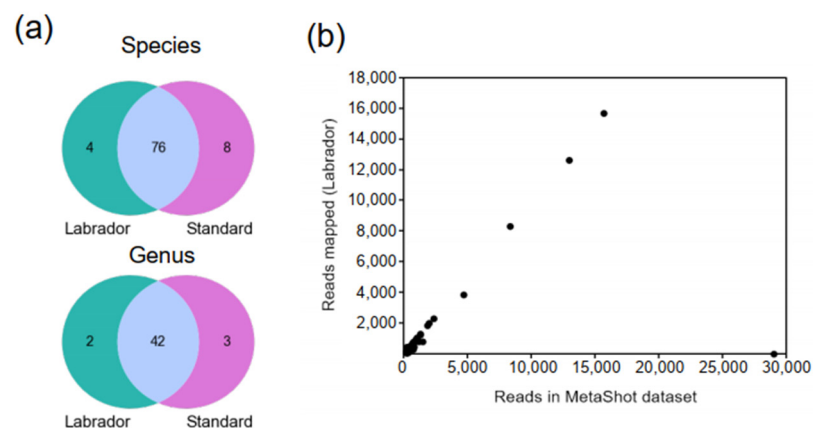 (a)
Species
4 76 8
Labrador Standard
Genus
2 42 3
Labrador Standard
(b)
18,000
16,000
14,000
12,000
10,000
8,000
6,000
4,000
2,000
Reads mapped (Labrador)
0 5,000 10,000 15,000 20,000 25,000 30,000
Reads in MetaShot dataset